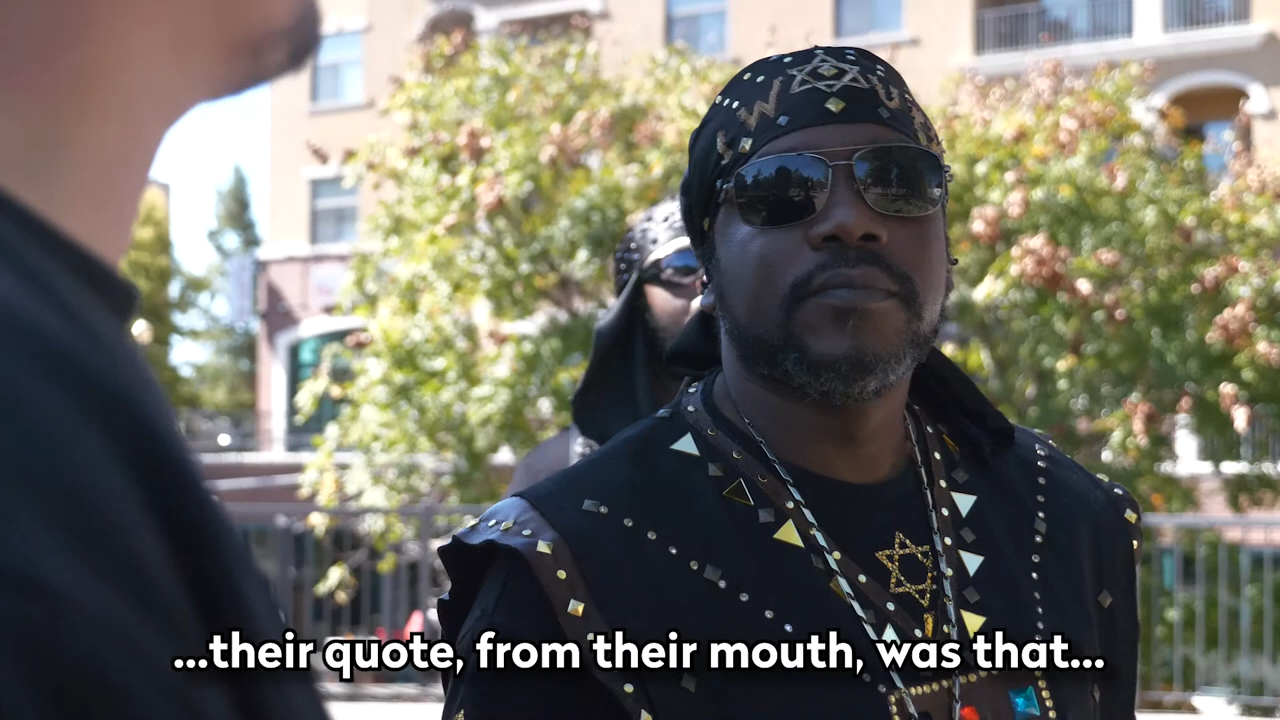 ...their quote, from their mouth, was that...